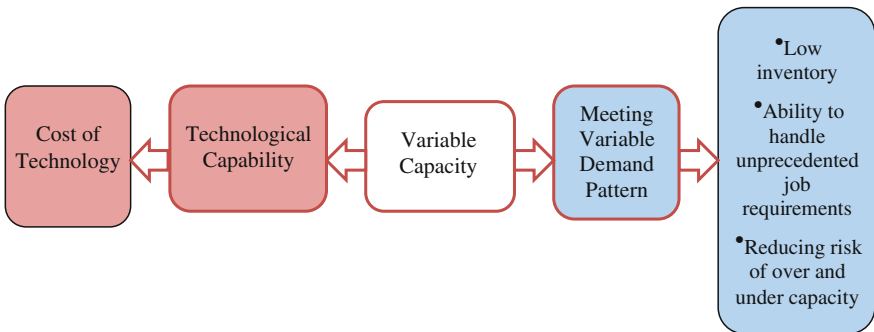 Cost of
Technology
Technological
Capability
Variable
Capacity
Meeting
Variable
Demand
Pattern
•Low
inventory
•Ability to
handle
unprecedented
job
requirements
•Reducing risk
of over and
under capacity